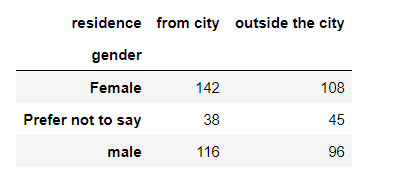 residence from city outside the city
gender
Female 142 108
Prefer not to say 38 45
male 116 96